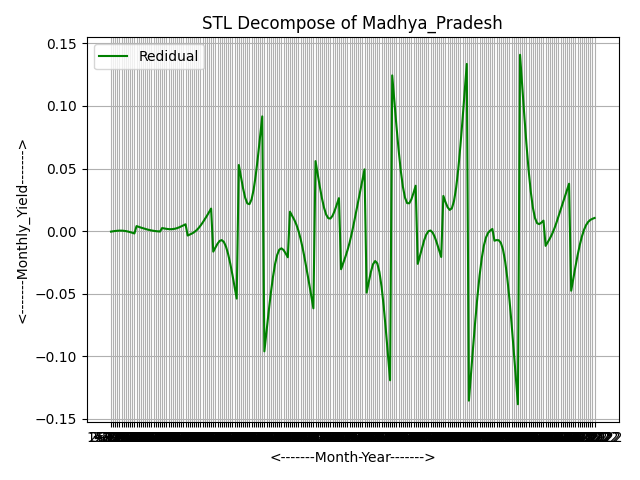 STL Decompose of Madhya_Pradesh
Redidual
0.15
0.10
0.05
0.00
−0.05
−0.10
−0.15
<------Monthly_Yield------->
<-------Month-Year------->